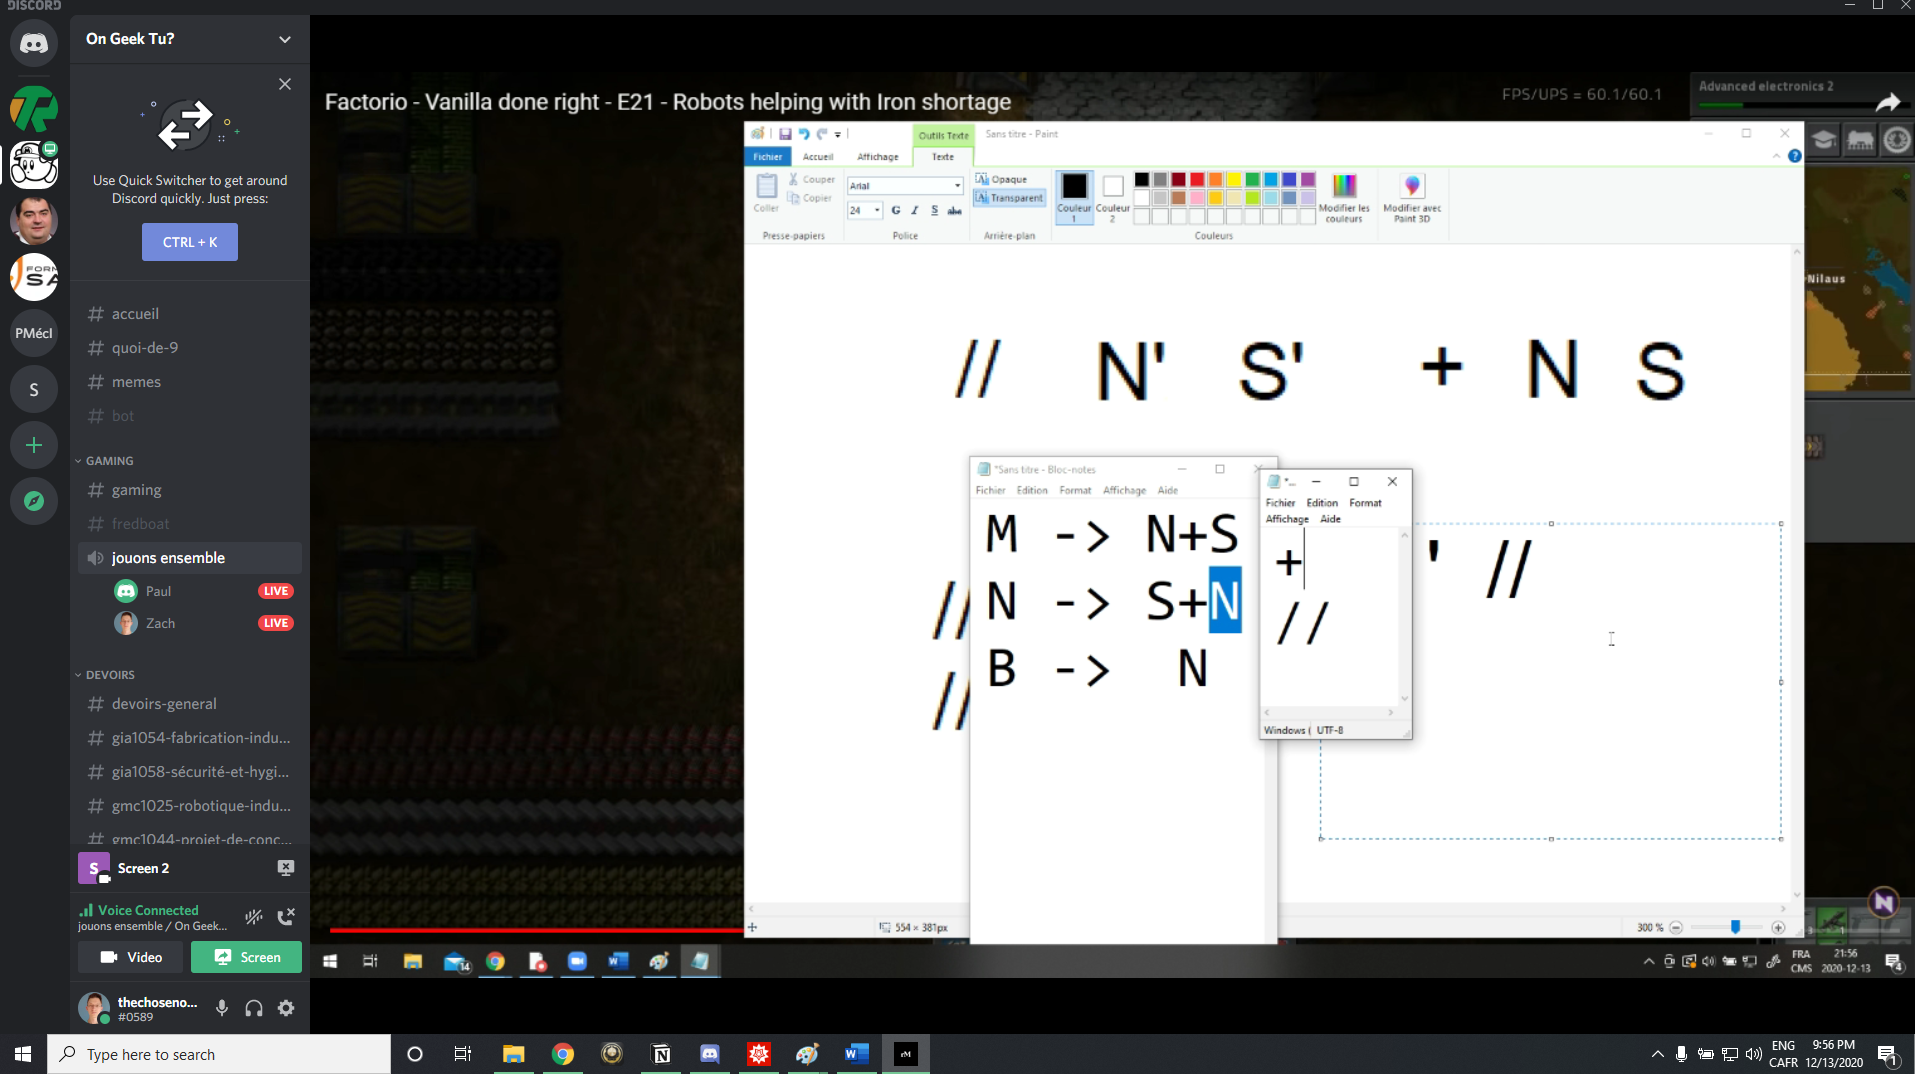 DISCORD
On Geek Tu?
Use Quick Switcher to get around
Discord quickly. Just press:
CTRL + K
FORM
SA
PMécl
S
accueil
quoi-de-9
memes
bot
GAMING
gaming
fredboat
jouons ensemble
Paul
LIVE
Zach
LIVE
DEVOIRS
devoirs-general
gia1054-fabrication-indu...
gia1058-sécurité-et-hygi...
gmc1025-robotique-indu...
gmc1044-projet-de-conc...
S
Screen 2
Voice Connected
jouons ensemble / On Geek...
Video
Screen
thechoseno...
#0589
Factorio - Vanilla done right - E21 - Robots helping with Iron shortage
FPS/UPS = 60.1/60.1
Advanced electronics 2
Nilaus
Outils Texte
Sans titre - Paint
Fichier
Accueil
Affichage
Texte
Coller
Couper
Copier
Presse-papiers
Arial
24
G I S abc
Police
Opaque
Transparent
Arrière-plan
Couleur
1
Couleur
2
Couleurs
Modifier les
couleurs
Modifier avec
Paint 3D
// N' S' + N S
//
//
' //
*Sans titre - Bloc-notes
Fichier Edition Format Affichage Aide
M -> N+S
N -> S+N
B -> N
*...
Fichier Edition Format
Affichage Aide
+
//
Windows (
UTF-8
554 × 381px
300 %
N
14
FRA
CMS
21:56
2020-12-13
4
Type here to search
N
W
rM
ENG
CAFR
9:56 PM
12/13/2020
1